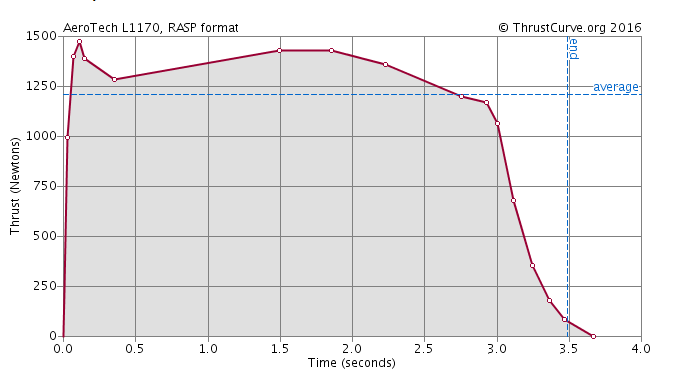 AeroTech L1170, RASP format
© ThrustCurve.org 2016
1500
end
1250
average
1000
750
500
250
0
Thrust (Newtons)
0.0 0.5 1.0 1.5 2.0 2.5 3.0 3.5 4.0
Time (seconds)